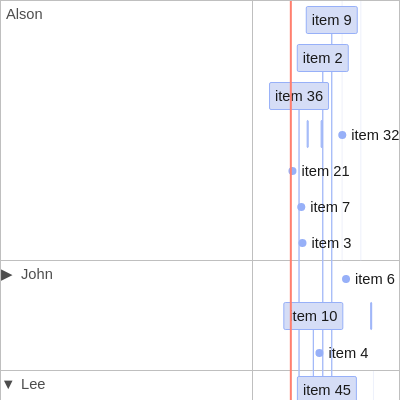 Alson
item 9
item 2
item 36
item 32
item 21
item 7
item 3
▶ John
item 6
item 10
item 4
▼ Lee
item 45